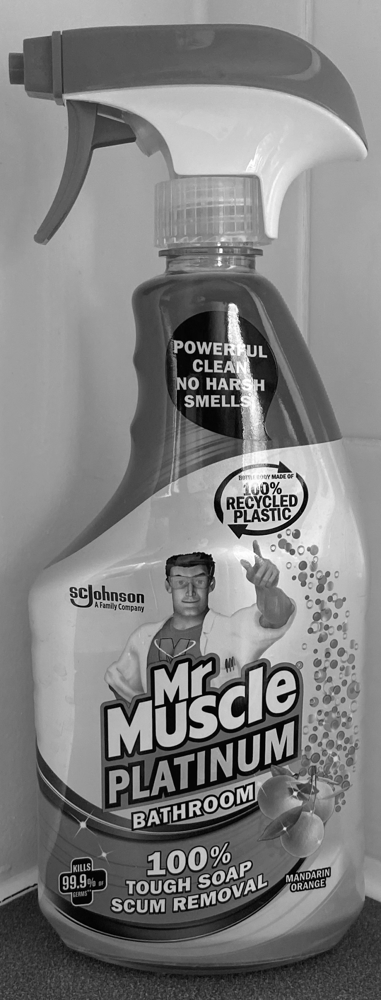 POWERFUL
CLEAN
NO HARSH
SMELLS°
BOTTLE BODY MADE OF
100%
RECYCLED
PLASTIC
scJohnson
A Family Company
M
Mr
Muscle®
PLATINUM
BATHROOM
100%
TOUGH SOAP
SCUM REMOVAL
KILLS
99.9% OF
GERMS**
MANDARIN
ORANGE